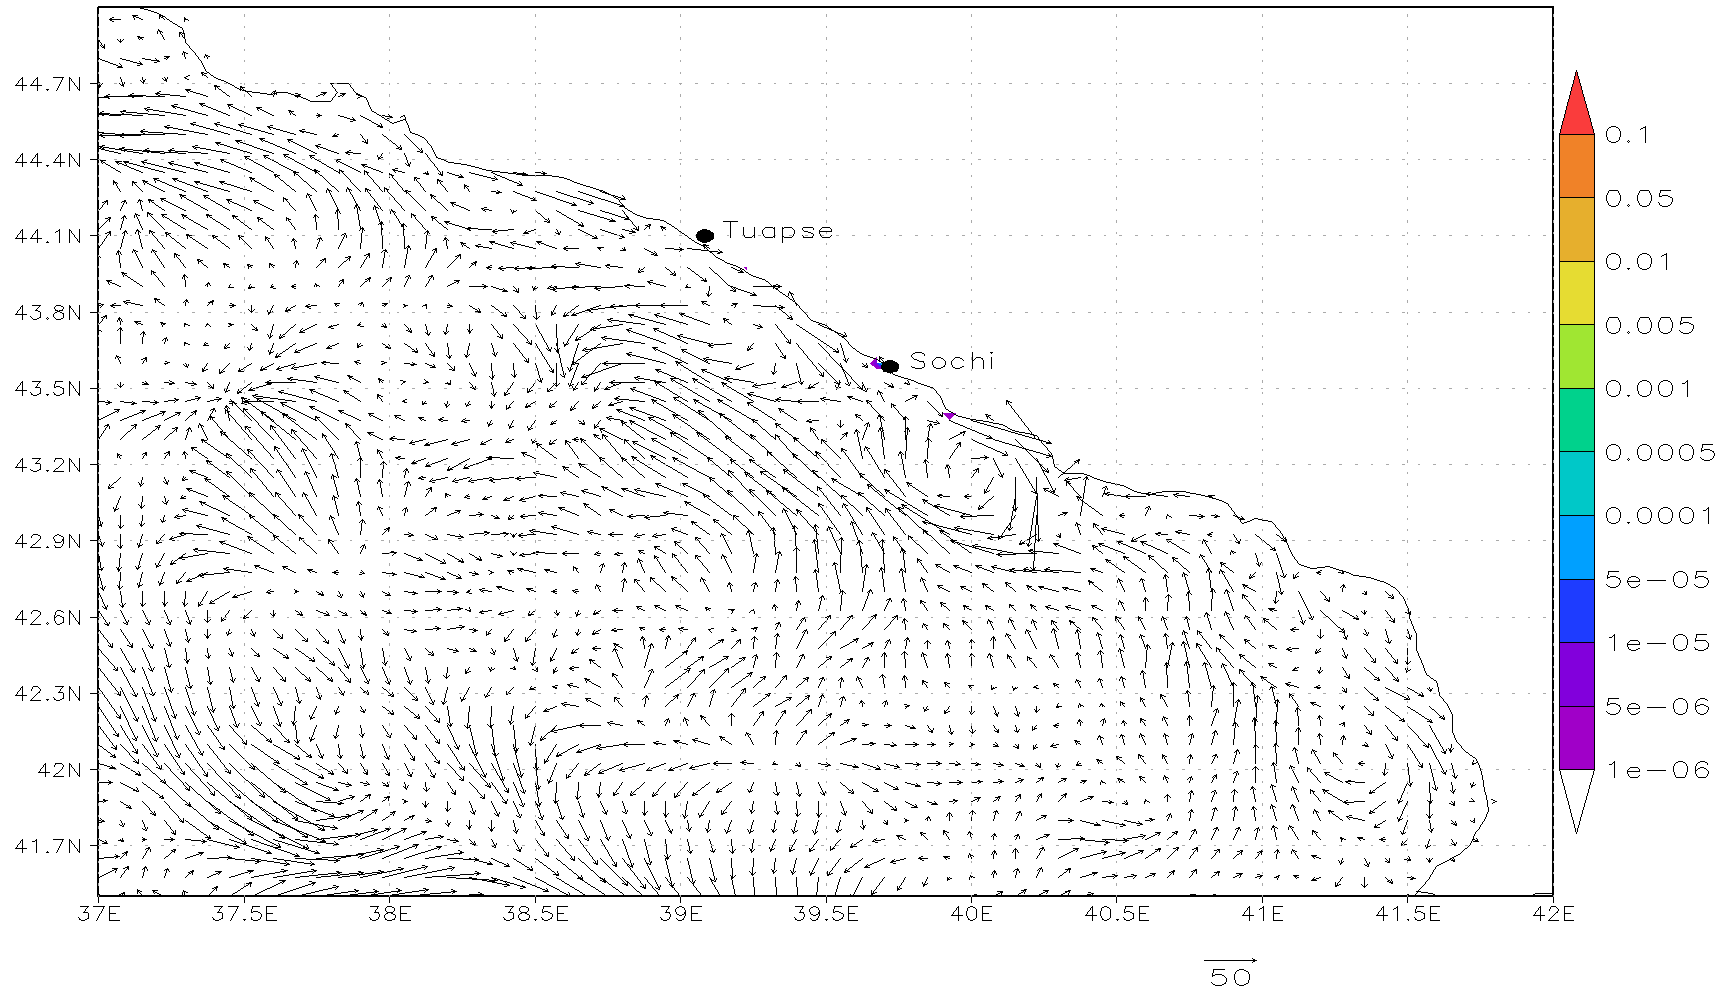 44.7N
44.4N
44.1N
43.8N
43.5N
43.2N
42.9N
42.6N
42.3N
42N
41.7N
37E 37.5E 38E 38.5E 39E 39.5E 40E 40.5E 41E 41.5E 42E
Tuapse
Sochi
0.1
0.05
0.01
0.005
0.001
0.0005
0.0001
5e-05
1e-05
5e-06
1e-06
50